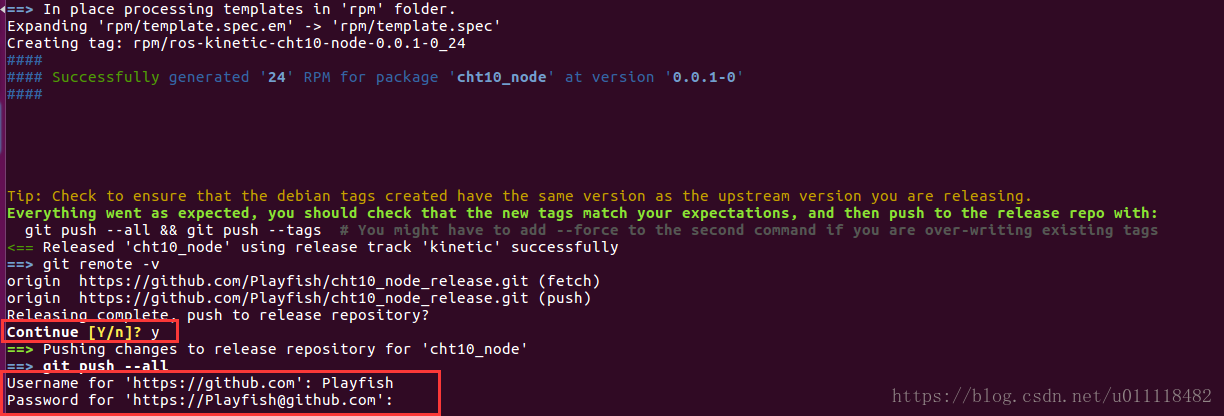 ==> In place processing templates in 'rpm' folder.
Expanding 'rpm/template.spec.em' -> 'rpm/template.spec'
Creating tag: rpm/ros-kinetic-cht10-node-0.0.1-0_24
####
#### Successfully generated '24' RPM for package 'cht10_node' at version '0.0.1-0'
####
Tip: Check to ensure that the debian tags created have the same version as the upstream version you are releasing.
Everything went as expected, you should check that the new tags match your expectations, and then push to the release repo with:
  git push --all && git push --tags  # You might have to add --force to the second command if you are over-writing existing tags
<== Released 'cht10_node' using release track 'kinetic' successfully
==> git remote -v
origin  https://github.com/Playfish/cht10_node_release.git (fetch)
origin  https://github.com/Playfish/cht10_node_release.git (push)
Releasing complete, push to release repository?
Continue [Y/n]? y
==> Pushing changes to release repository for 'cht10_node'
==> git push --all
Username for 'https://github.com': Playfish
Password for 'https://Playfish@github.com':
https://blog.csdn.net/u011118482